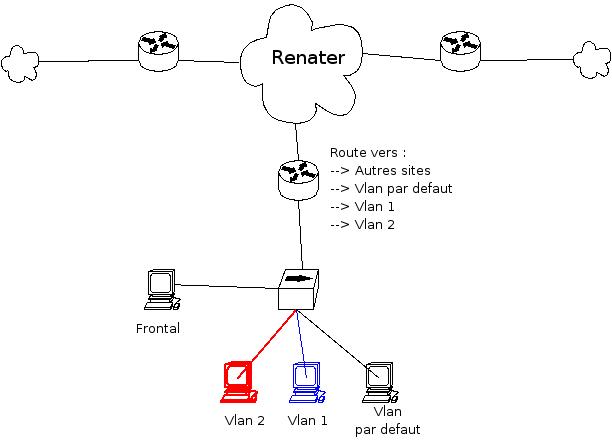 Renater
Route vers :
--> Autres sites
--> Vlan par defaut
--> Vlan 1
--> Vlan 2
Frontal
Vlan 2
Vlan 1
Vlan
par defaut